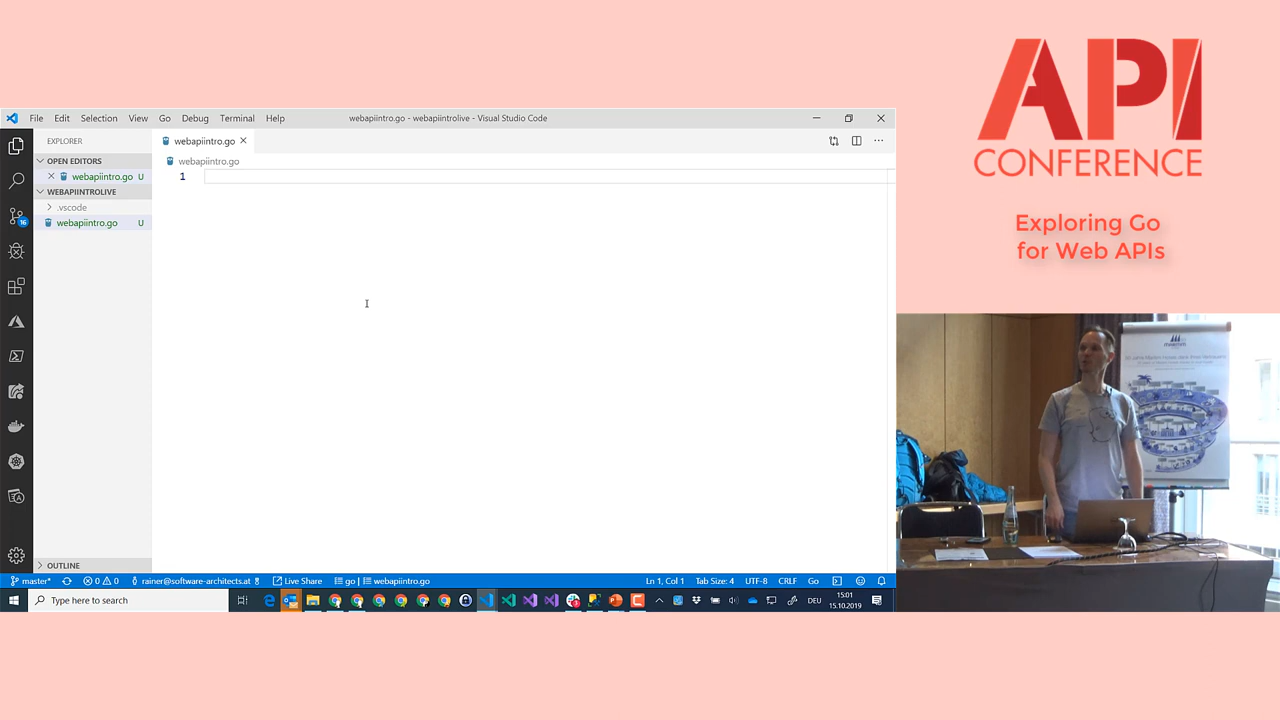 File Edit Selection View Go Debug Terminal Help
webapiintro.go - webapiintrolive - Visual Studio Code
EXPLORER
OPEN EDITORS
webapiintro.go U
WEBAPIINTROLIVE
.vscode
webapiintro.go U
16
webapiintro.go
webapiintro.go
1
OUTLINE
master*
0 0
rainer@software-architects.at
Live Share
go | webapiintro.go
Ln 1, Col 1
Tab Size: 4
UTF-8
CRLF
Go
Type here to search
DEU
15:01
15.10.2019
API
CONFERENCE
Exploring Go
for Web APIs